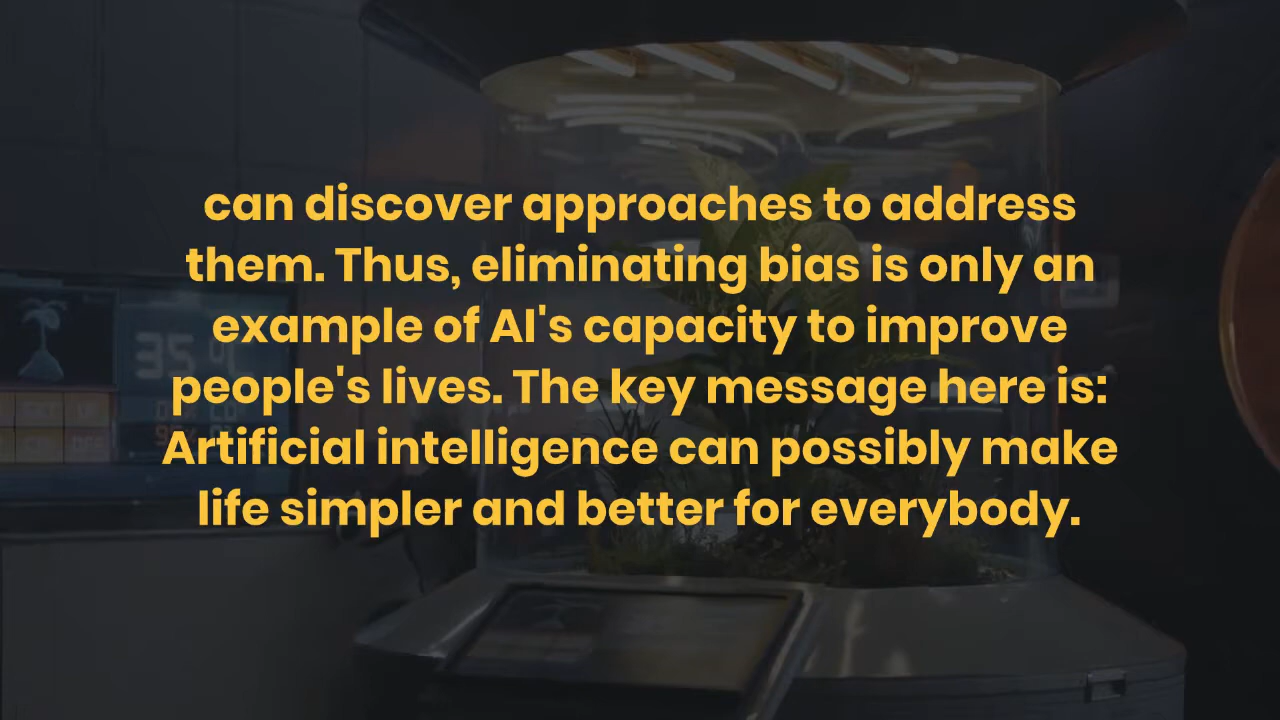 can discover approaches to address
them. Thus, eliminating bias is only an
example of AI's capacity to improve
people's lives. The key message here is:
Artificial intelligence can possibly make
life simpler and better for everybody.
35